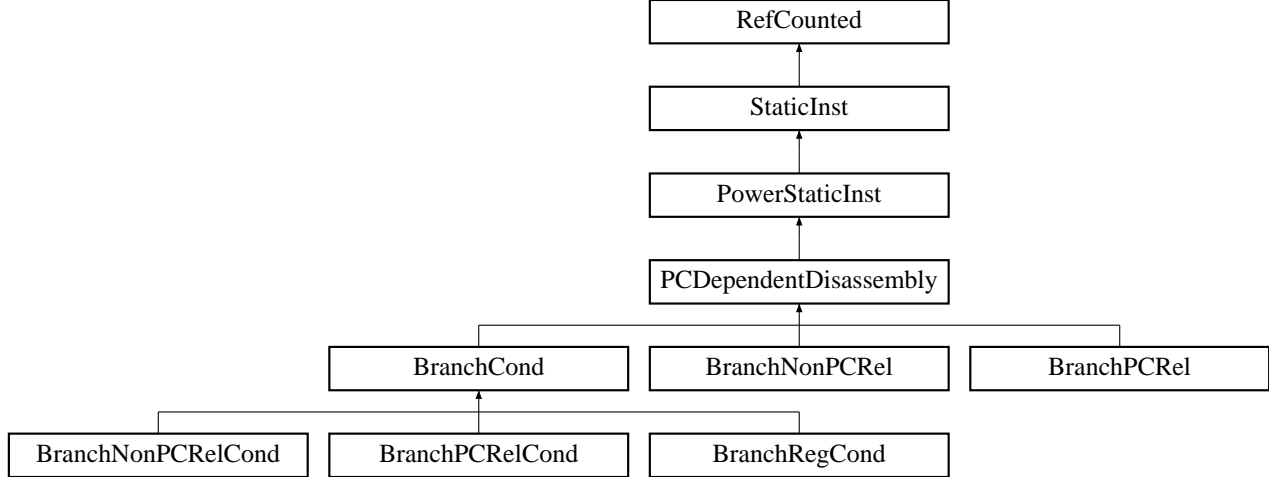 RefCounted
StaticInst
PowerStaticInst
PCDependentDisassembly
BranchCond
BranchNonPCRel
BranchPCRel
BranchNonPCRelCond
BranchPCRelCond
BranchRegCond